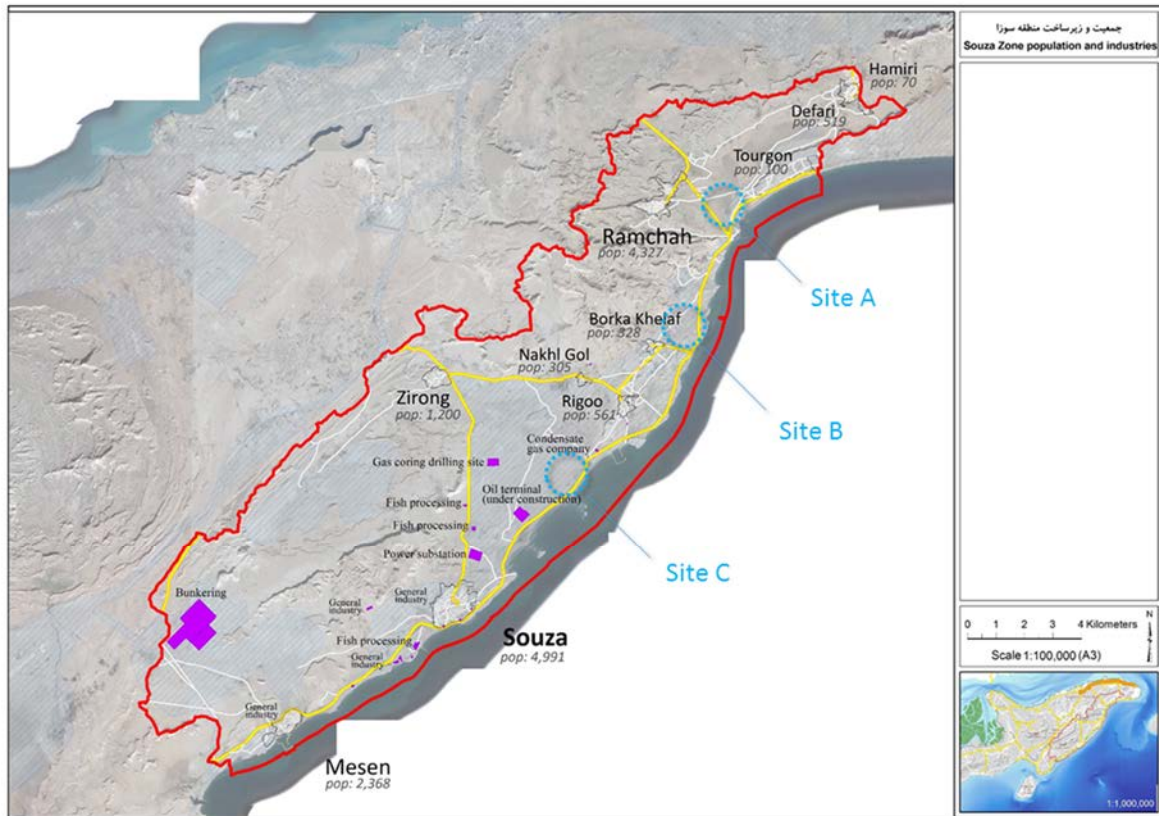 جمعیت و زیرساخت منطقه سوزا
Souza Zone population and industries
Hamiri
pop: 70
Defari
pop: 519
Tourgon
pop: 100
Ramchah
pop: 4,327
Site A
Borka Khelaf
pop: 328
Nakhl Gol
pop: 305
Zirong
pop: 1,200
Rigoo
pop: 561
Site B
Condensate
gas company
Gas coring drilling site
Oil terminal
(under construction)
Fish processing
Fish processing
Power substation
Site C
Bunkering
General
industry
General
industry
Fish processing
General
industry
Souza
pop: 4,991
General
industry
Mesen
pop: 2,368
N
0 1 2 3 4 Kilometers
Scale 1:100,000 (A3)
1:1,000,000